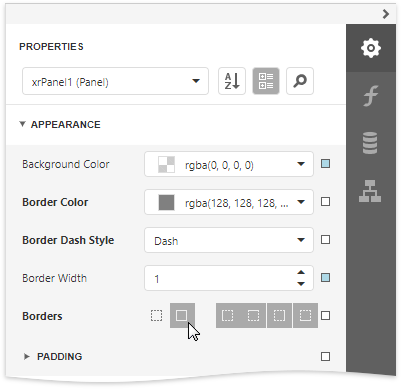 PROPERTIES
xrPanel1 (Panel)
A
Z
APPEARANCE
Background Color rgba(0, 0, 0, 0)
Border Color rgba(128, 128, 128, ...
Border Dash Style Dash
Border Width 1
Borders
PADDING